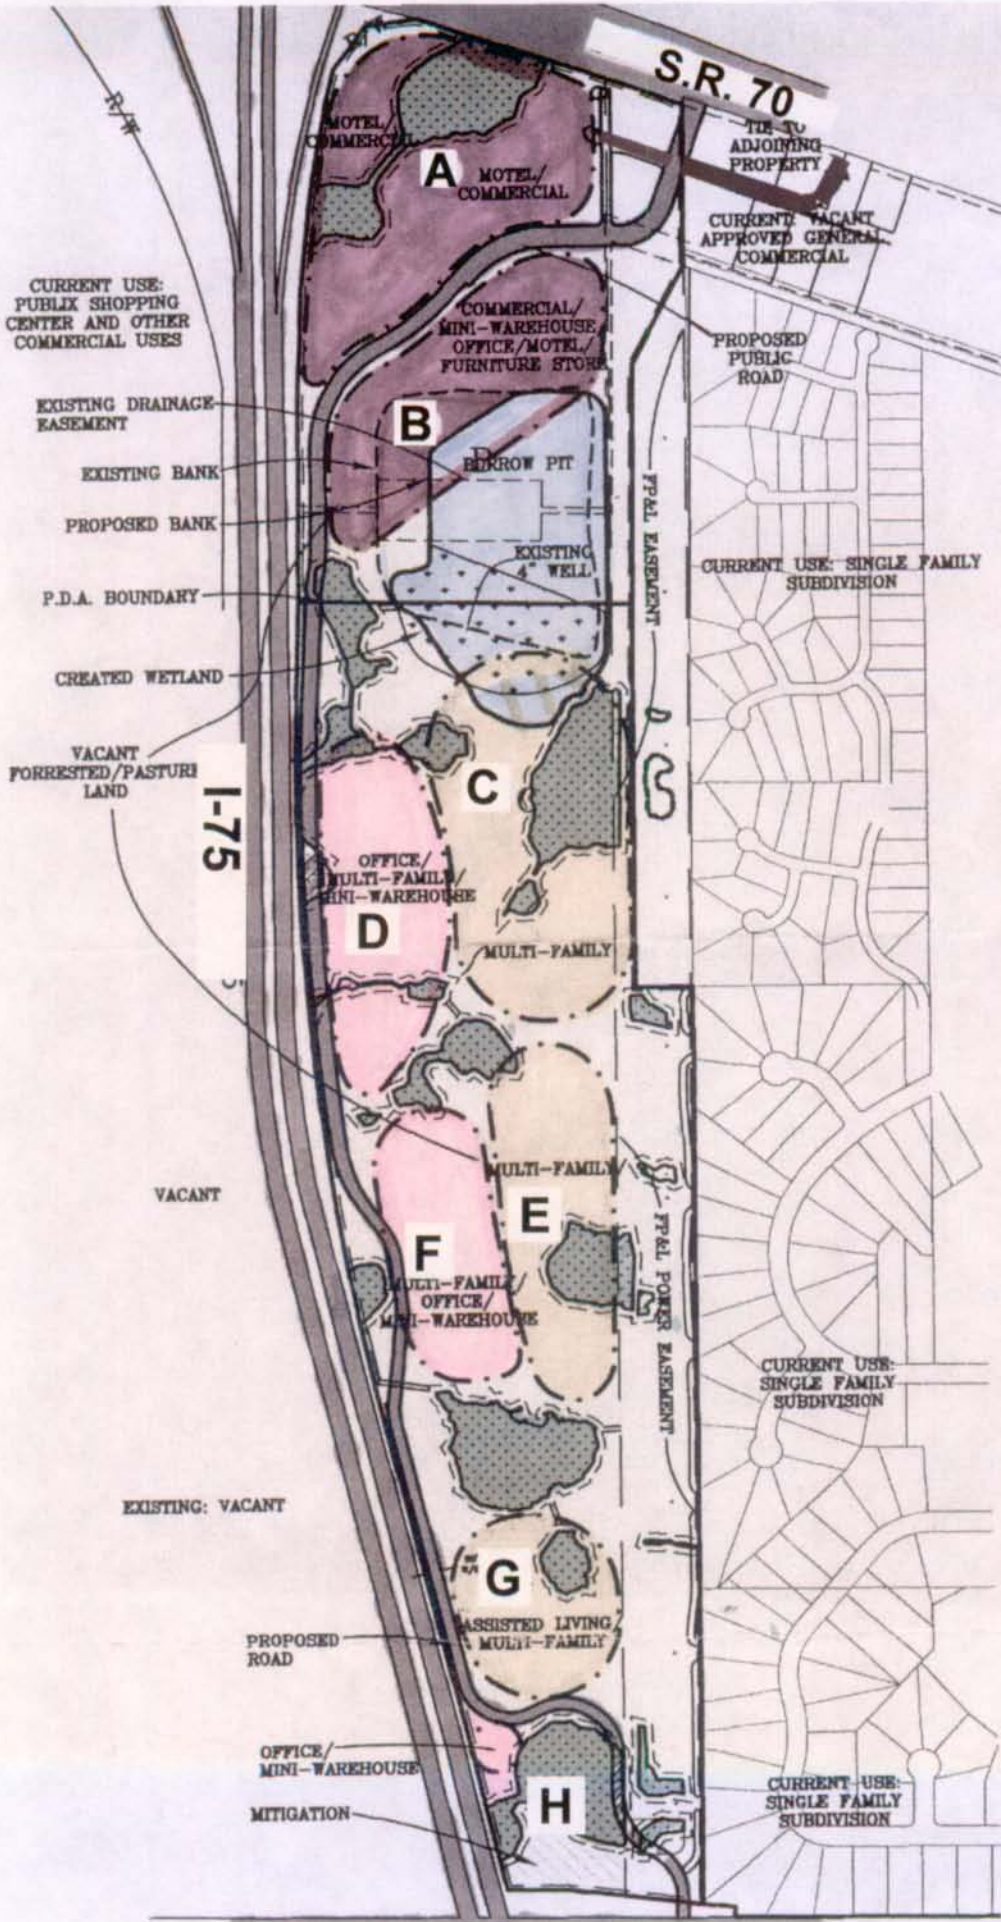 S.R. 70
R/W
R/W
MOTEL/
COMMERCIAL
A
MOTEL/
COMMERCIAL
TIE TO
ADJOINING
PROPERTY
CURRENT: VACANT
APPROVED GENERAL
COMMERCIAL
CURRENT USE:
PUBLIX SHOPPING
CENTER AND OTHER
COMMERCIAL USES
COMMERCIAL/
MINI-WAREHOUSE
OFFICE/MOTEL/
FURNITURE STORE
PROPOSED
PUBLIC
ROAD
EXISTING DRAINAGE
EASEMENT
B
EXISTING BANK
BORROW PIT
PROPOSED BANK
EXISTING
4" WELL
FP&L EASEMENT
CURRENT USE: SINGLE FAMILY
SUBDIVISION
P.D.A. BOUNDARY
CREATED WETLAND
VACANT
FORRESTED/PASTURE
LAND
I-75
C
OFFICE/
MULTI-FAMILY/
MINI-WAREHOUSE
D
MULTI-FAMILY
MULTI-FAMILY
VACANT
E
F
MULTI-FAMILY/
OFFICE/
MINI-WAREHOUSE
FP&L POWER EASEMENT
CURRENT USE:
SINGLE FAMILY
SUBDIVISION
EXISTING: VACANT
G
ASSISTED LIVING
MULTI-FAMILY
PROPOSED
ROAD
OFFICE/
MINI-WAREHOUSE
MITIGATION
H
CURRENT USE:
SINGLE FAMILY
SUBDIVISION